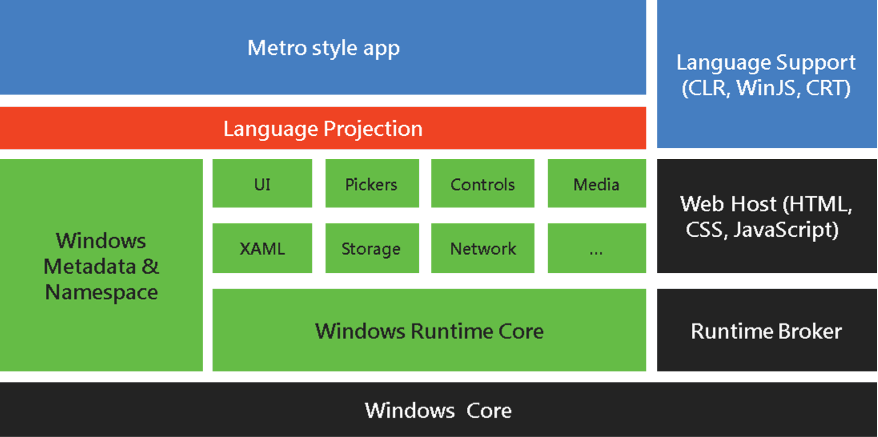 Metro style app
Language Support
(CLR, WinJS, CRT)
Language Projection
UI
Pickers
Controls
Media
Windows
Metadata &
Namespace
XAML
Storage
Network
...
Web Host (HTML,
CSS, JavaScript)
Windows Runtime Core
Runtime Broker
Windows Core